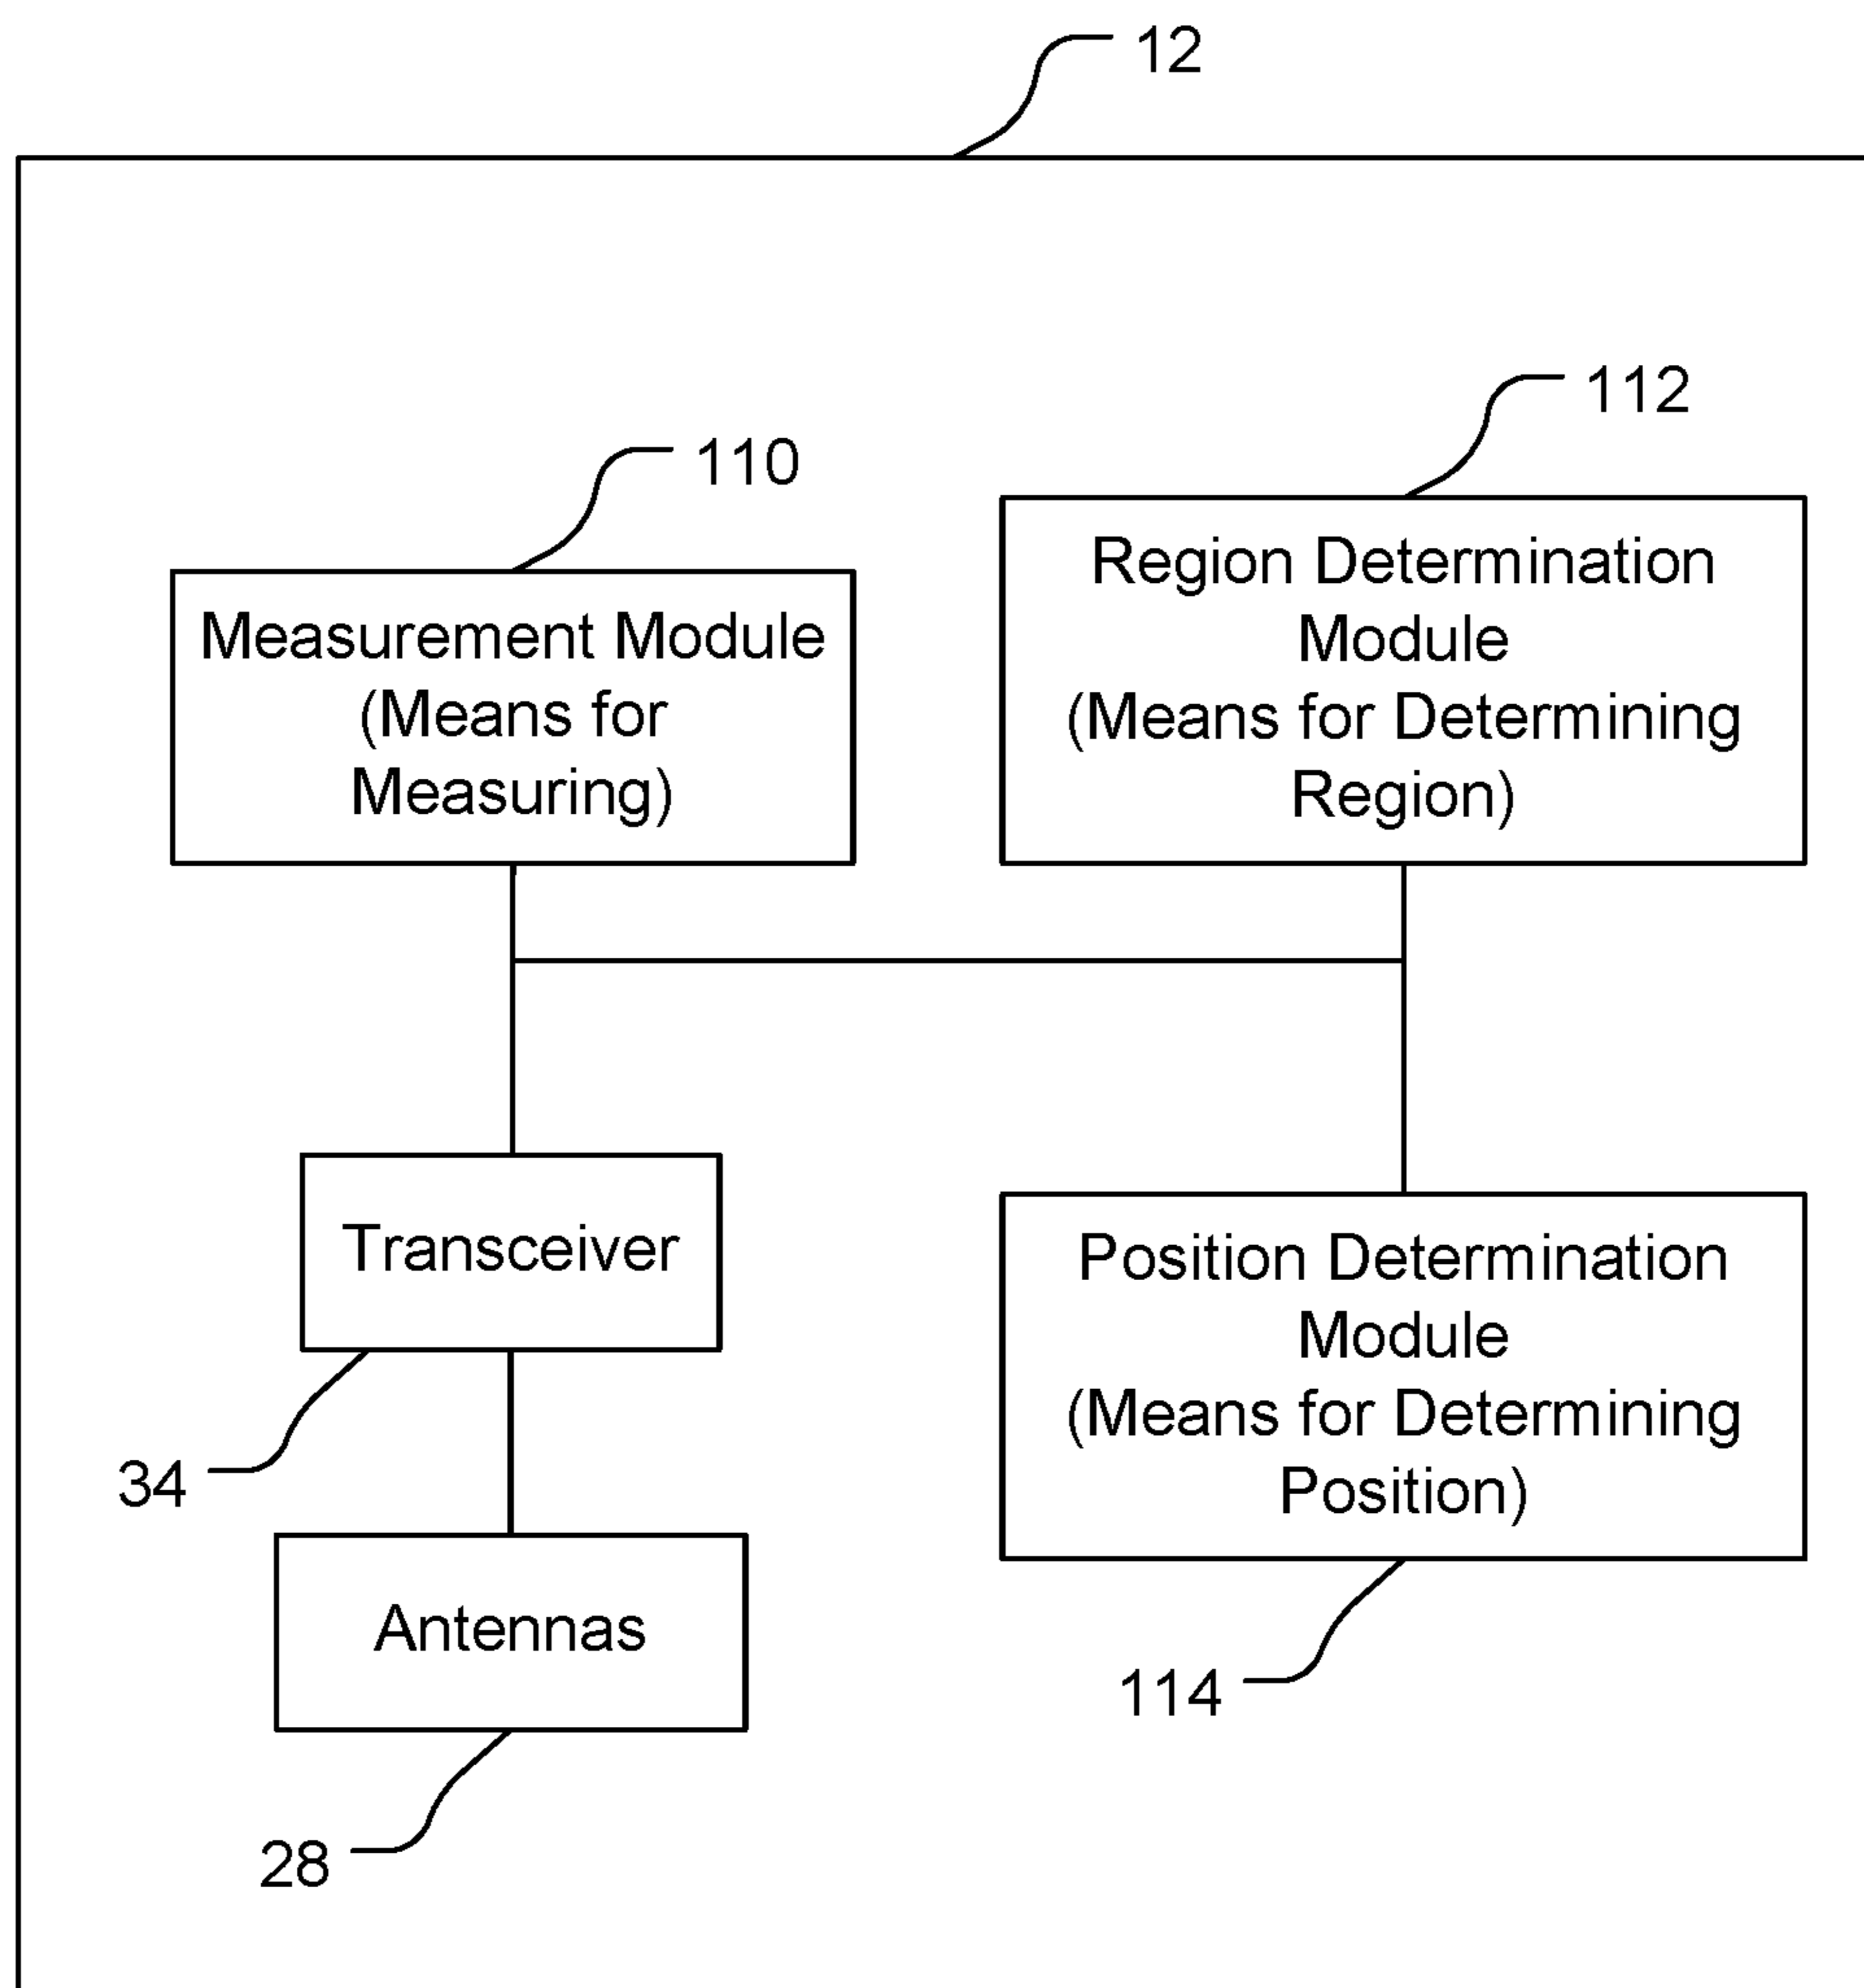 12
112
110
Region Determination
Module
(Means for Determining
Region)
Measurement Module
(Means for
Measuring)
Transceiver
34
Position Determination
Module
(Means for Determining
Position)
114
Antennas
28